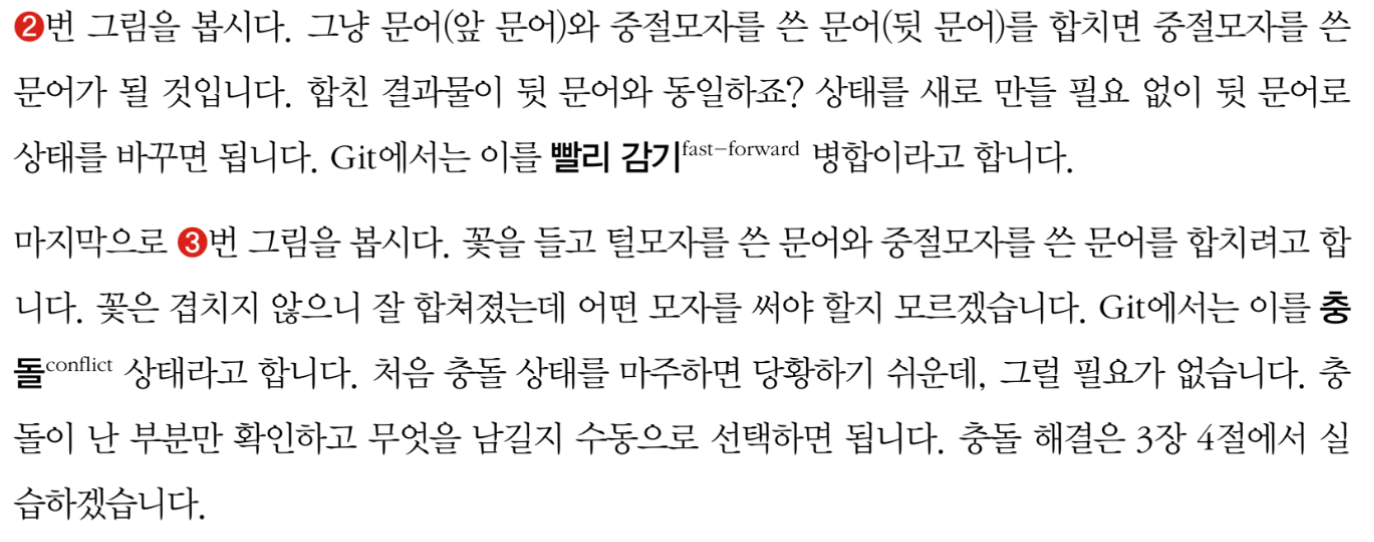 ❷번 그림을 봅시다. 그냥 문어(앞 문어)와 중절모자를 쓴 문어(뒷 문어)를 합치면 중절모자를 쓴
문어가 될 것입니다. 합친 결과물이 뒷 문어와 동일하죠? 상태를 새로 만들 필요 없이 뒷 문어로
상태를 바꾸면 됩니다. Git에서는 이를 빨리 감기fast-forward 병합이라고 합니다.
마지막으로 ❸번 그림을 봅시다. 꽃을 들고 털모자를 쓴 문어와 중절모자를 쓴 문어를 합치려고 합
니다. 꽃은 겹치지 않으니 잘 합쳐졌는데 어떤 모자를 써야 할지 모르겠습니다. Git에서는 이를 충
돌conflict 상태라고 합니다. 처음 충돌 상태를 마주하면 당황하기 쉬운데, 그럴 필요가 없습니다. 충
돌이 난 부분만 확인하고 무엇을 남길지 수동으로 선택하면 됩니다. 충돌 해결은 3장 4절에서 실
습하겠습니다.